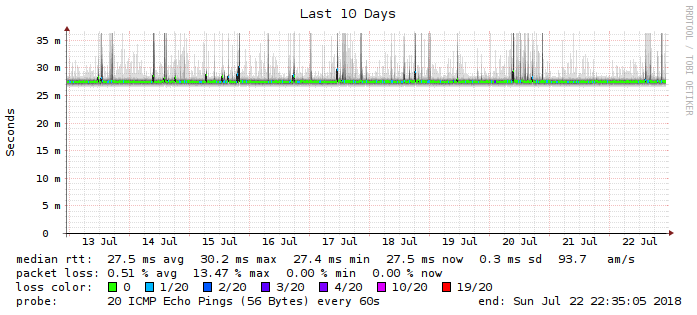 Last 10 Days
RRDTOOL / TOBI OETIKER
Seconds
35 m
30 m
25 m
20 m
15 m
10 m
5 m
0
13 Jul 14 Jul 15 Jul 16 Jul 17 Jul 18 Jul 19 Jul 20 Jul 21 Jul 22 Jul
median rtt: 27.5 ms avg 30.2 ms max 27.4 ms min 27.5 ms now 0.3 ms sd 93.7 am/s
packet loss: 0.51 % avg 13.47 % max 0.00 % min 0.00 % now
loss color: 0 1/20 2/20 3/20 4/20 10/20 19/20
probe: 20 ICMP Echo Pings (56 Bytes) every 60s end: Sun Jul 22 22:35:05 2018